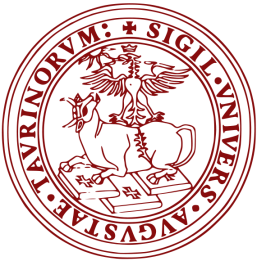 ✠ SIGIL · VNIVERS · AVGVSTAE · TAVRINORVM: